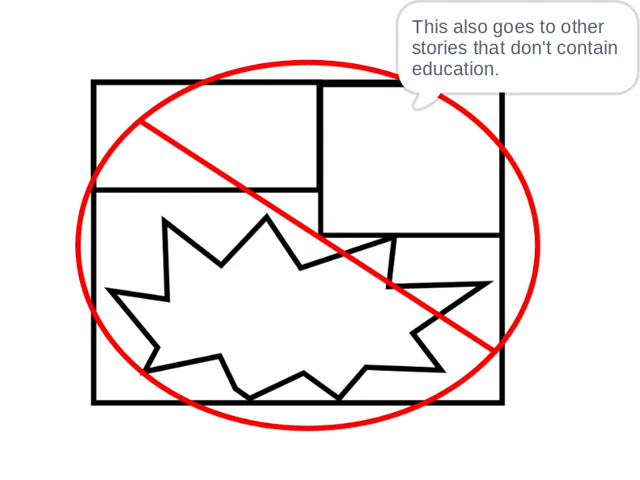 This also goes to other
stories that don't contain
education.